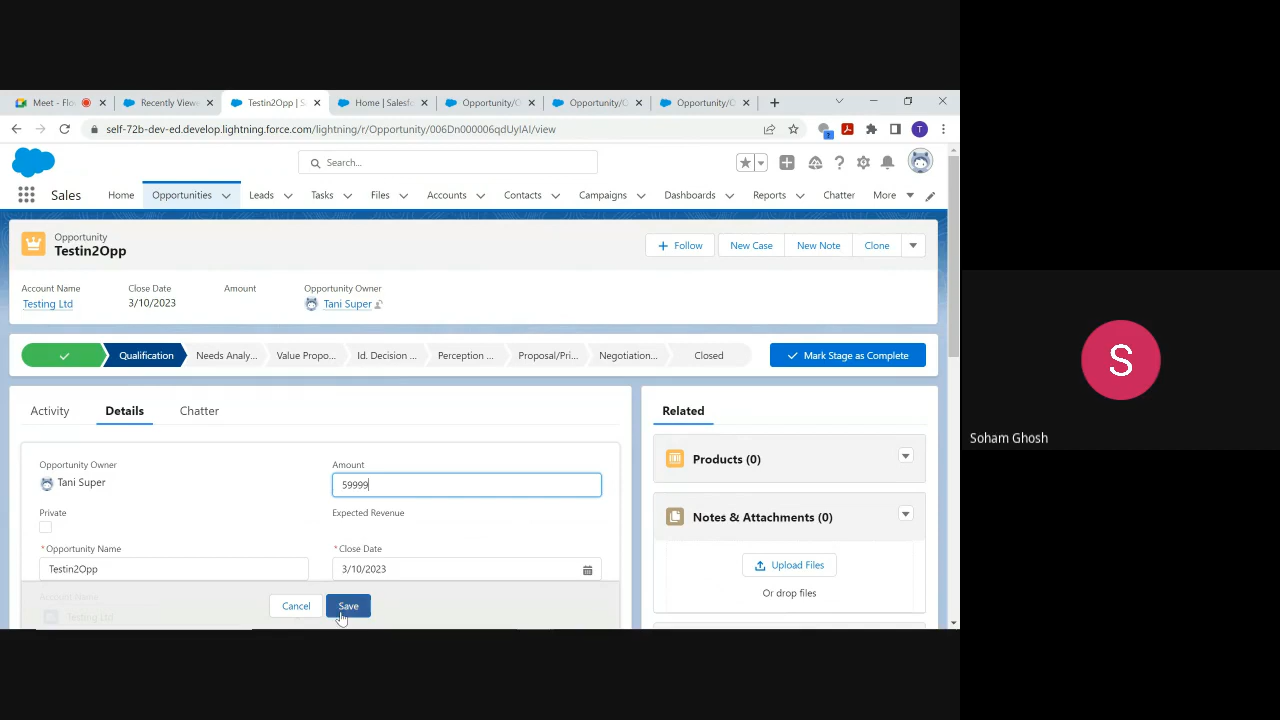 Meet - Flo
Recently View
Testin2Opp | S
Home | Salesf
Opportunity/O
Opportunity/O
Opportunity/O
self-72b-dev-ed.develop.lightning.force.com/lightning/r/Opportunity/006Dn000006qdUyIAI/view
T
Search...
Sales
Home
Opportunities
Leads
Tasks
Files
Accounts
Contacts
Campaigns
Dashboards
Reports
Chatter
More
Opportunity
Testin2Opp
+ Follow
New Case
New Note
Clone
Account Name
Close Date
Amount
Opportunity Owner
Testing Ltd
3/10/2023
Tani Super
Qualification
Needs Analy...
Value Propo...
Id. Decision ...
Perception ...
Proposal/Pri...
Negotiation...
Closed
Mark Stage as Complete
Activity
Details
Chatter
Related
Opportunity Owner
Tani Super
Amount
59999
Private
Expected Revenue
*Opportunity Name
Testin2Opp
*Close Date
3/10/2023
Account Name
Testing Ltd
Cancel
Save
Products (0)
Notes & Attachments (0)
Upload Files
Or drop files
S
Soham Ghosh